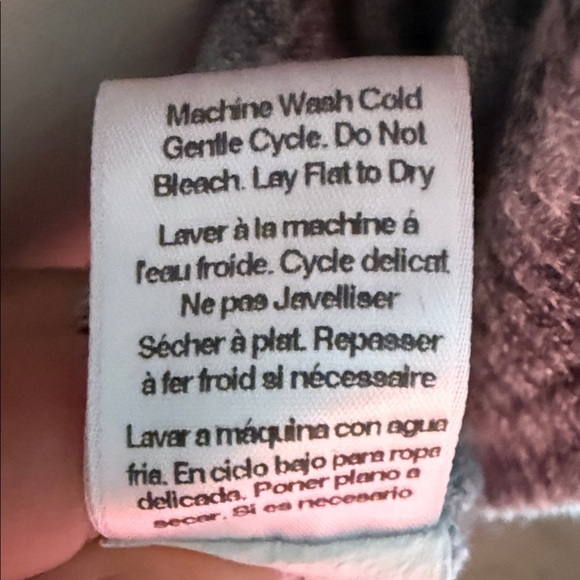 Machine Wash Cold
Gentle Cycle. Do Not
Bleach. Lay Flat to Dry
Laver à la machine á
l'eau froide. Cycle delicat.
Ne pas Javelliser
Sécher à plat. Repasser
à fer froid si nécessaire
Lavar a máquina con agua
fria. En ciclo bajo para ropa
delicada. Poner plano a
secar. Si es necesario